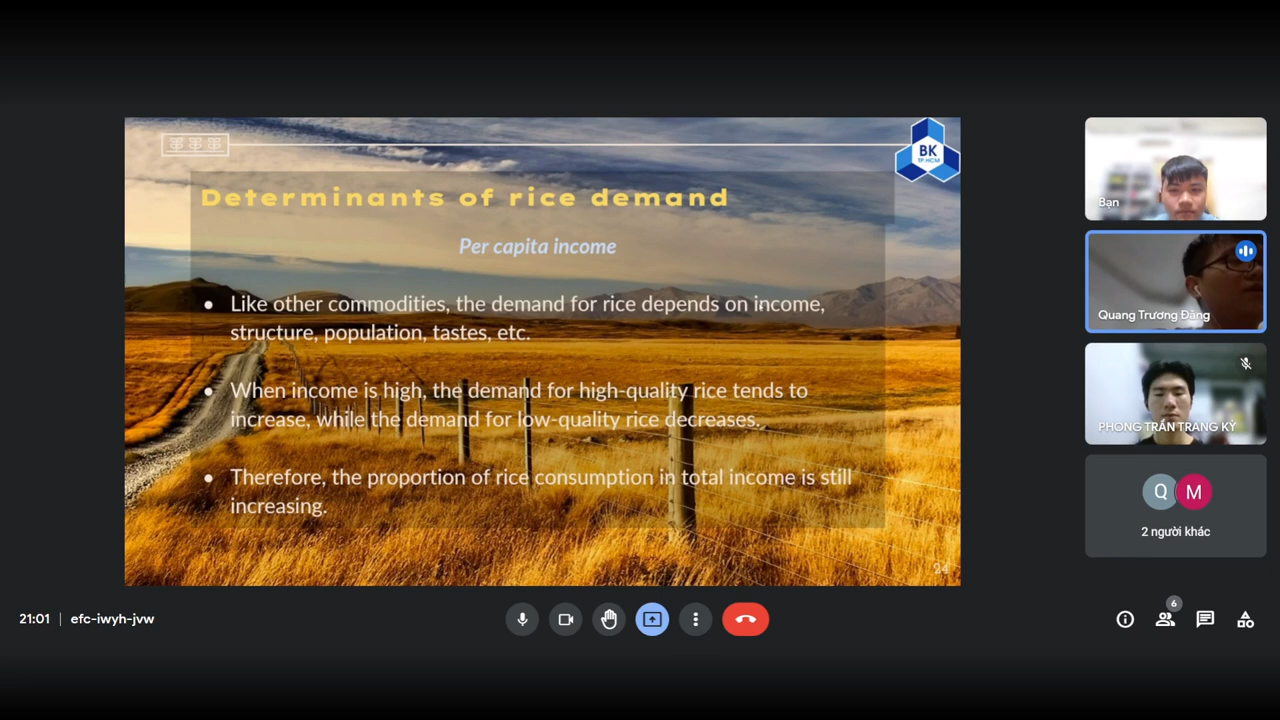 BK
TP.HCM
Determinants of rice demand
Per capita income
Like other commodities, the demand for rice depends on income,
structure, population, tastes, etc.
When income is high, the demand for high-quality rice tends to
increase, while the demand for low-quality rice decreases.
Therefore, the proportion of rice consumption in total income is still
increasing.
24
Bạn
Quang Trương Đăng
PHONG TRẦN TRANG KỲ
Q
M
2 người khác
21:01
efc-iwyh-jvw
6